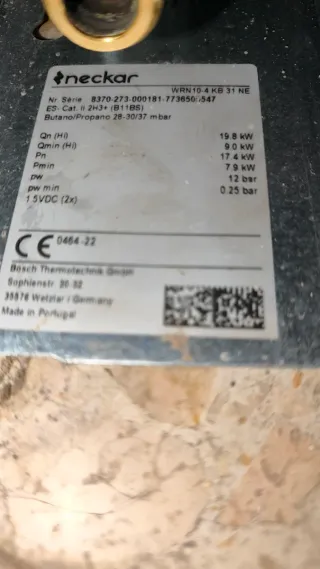 neckar
WRN10-4 KB 31 NE
Nr. Série 8370-273-000181-7736505547
ES- Cat. II 2H3+ (B11BS)
Butano/Propano 28-30/37 mbar
Qn (Hi) 19.8 kW
Qmin (Hi) 9.0 kW
Pn 17.4 kW
Pmin 7.9 kW
pw 12 bar
pw min 0.25 bar
1.5VDC (2x)
CE 0464-22
Bosch Thermotechnik GmbH
Sophienstr. 30-32
35576 Wetzlar / Germany
Made in Portugal